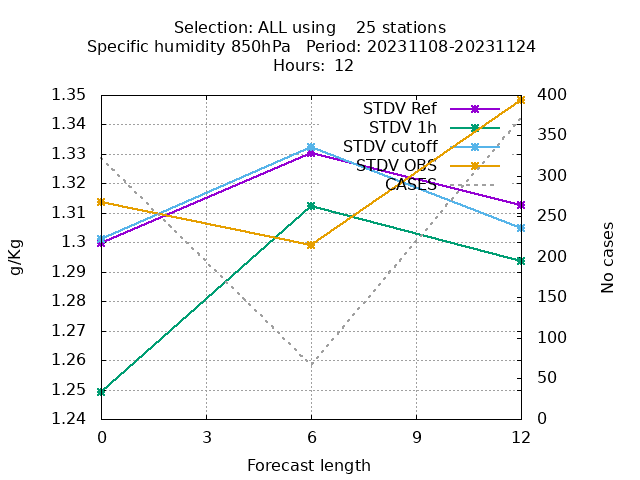 Selection: ALL using    25 stations
Specific humidity 850hPa   Period: 20231108-20231124
Hours: 12
STDV Ref
STDV 1h
STDV cutoff
STDV OBS
CASES
g/Kg
1.35
1.34
1.33
1.32
1.31
1.3
1.29
1.28
1.27
1.26
1.25
1.24
400
350
300
250
200
150
100
50
0
No cases
0 3 6 9 12
Forecast length